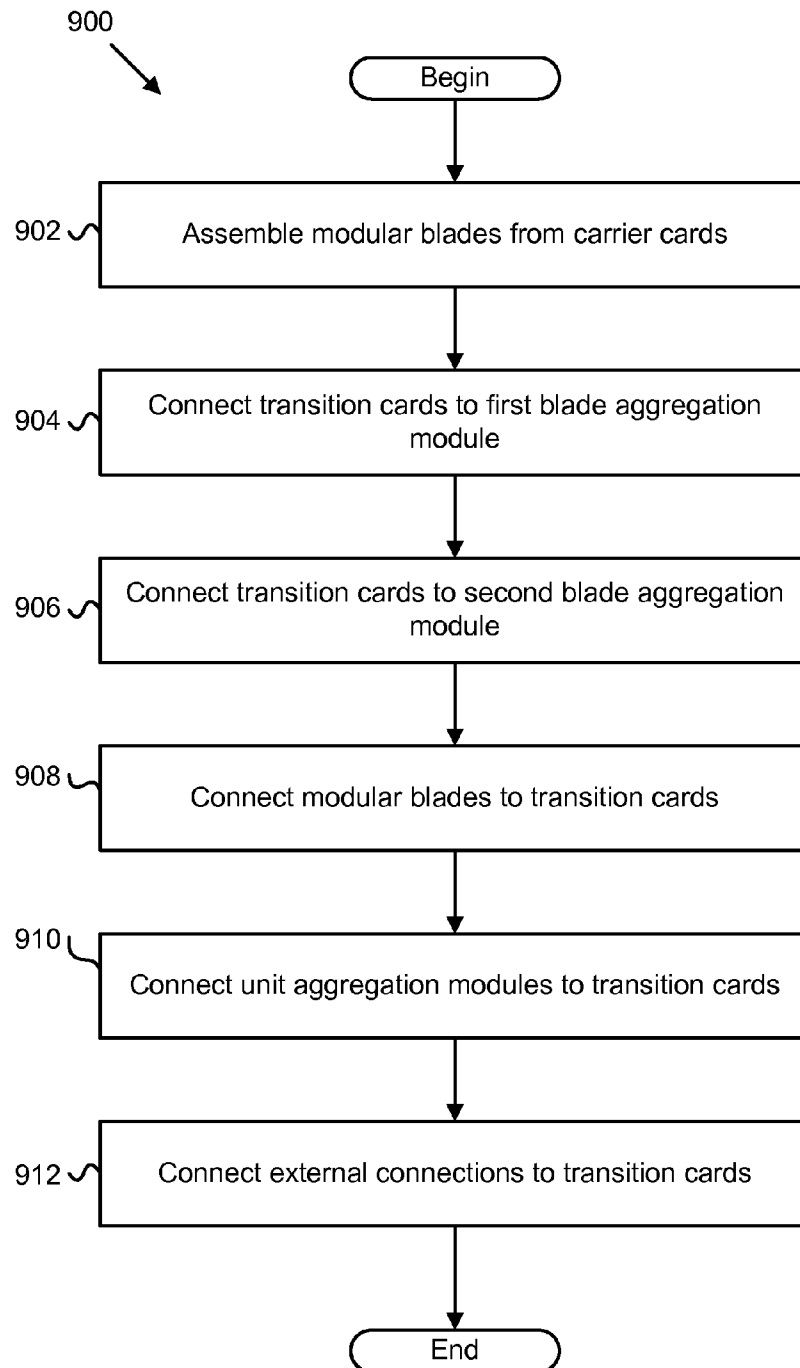 900
Begin
902
Assemble modular blades from carrier cards
904
Connect transition cards to first blade aggregation
module
906
Connect transition cards to second blade aggregation
module
908
Connect modular blades to transition cards
910
Connect unit aggregation modules to transition cards
912
Connect external connections to transition cards
End